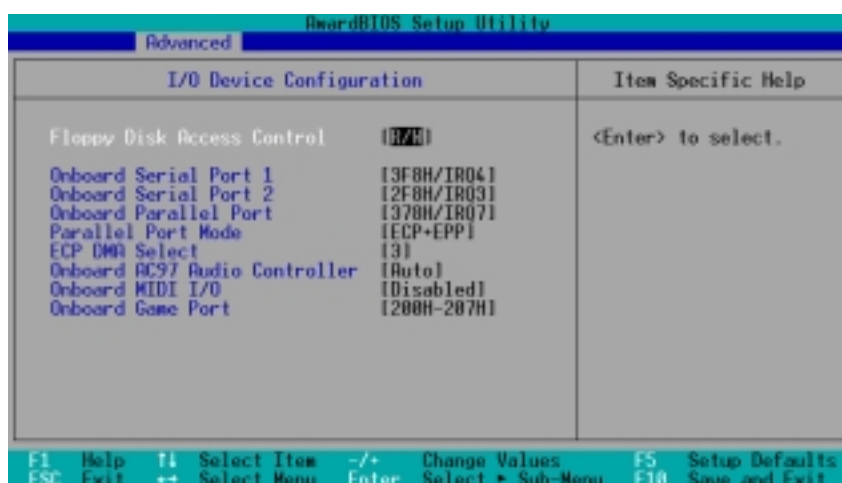 AwardBIOS Setup Utility
Advanced
I/O Device Configuration
Item Specific Help
Floppy Disk Access Control [R/W]
<Enter> to select.
Onboard Serial Port 1 [3F8H/IRQ4]
Onboard Serial Port 2 [2F8H/IRQ3]
Onboard Parallel Port [378H/IRQ7]
Parallel Port Mode [ECP+EPP]
ECP DMA Select [3]
Onboard AC97 Audio Controller [Auto]
Onboard MIDI I/O [Disabled]
Onboard Game Port [200H-207H]
F1 Help ↑↓ Select Item -/+ Change Values F5 Setup Defaults
ESC Exit ↔ Select Menu Enter Select ► Sub-Menu F10 Save and Exit